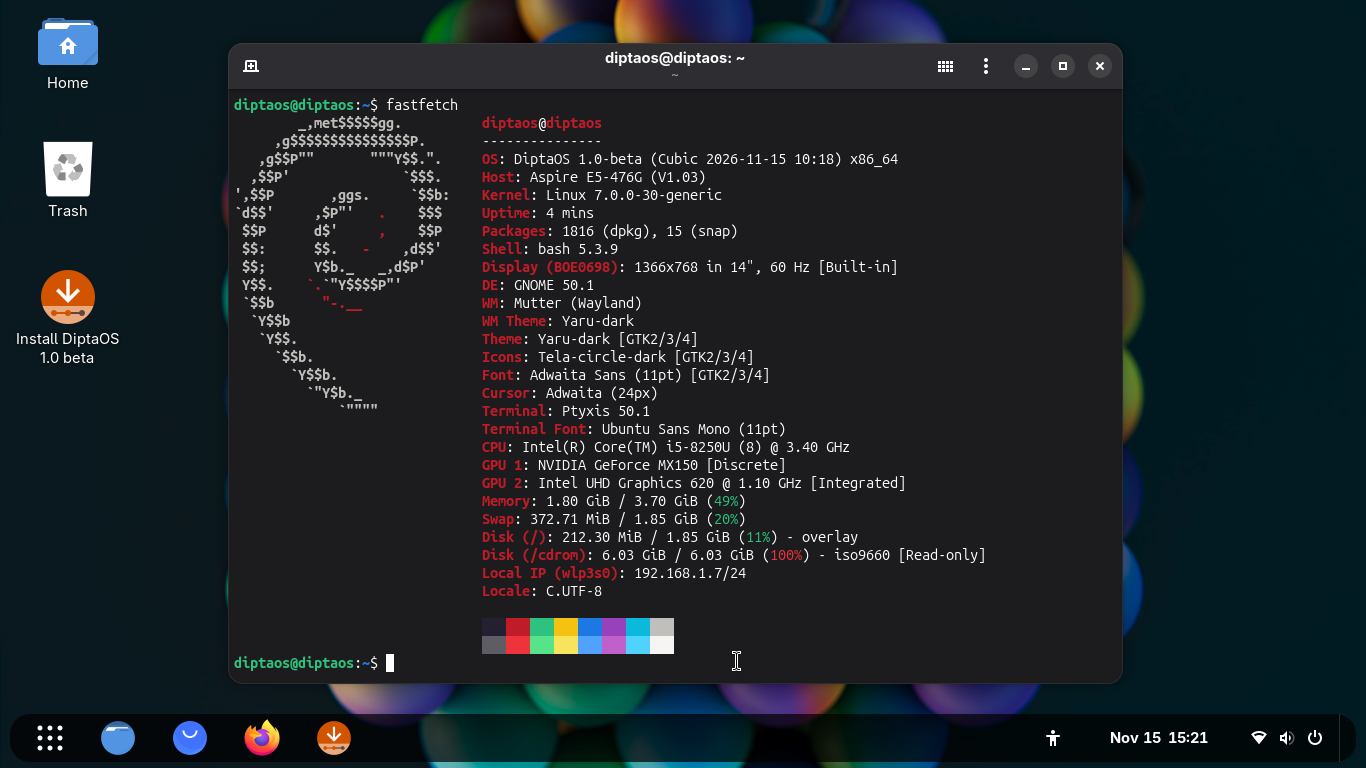 Home
Trash
Install DiptaOS
1.0 beta
diptaos@diptaos: ~
~
diptaos@diptaos:~$ fastfetch
       _,met$$$$$gg.
    ,g$$$$$$$$$$$$$$$P.
  ,g$$P""       """Y$$.".
 ,$$P'              `$$$.
',$$P       ,ggs.     `$$b:
`d$$'     ,$P"'   .    $$$
 $$P      d$'     ,    $$P
 $$:      $$.   -    ,d$$'
 $$;      Y$b._   _,d$P'
 Y$$.    `.`"Y$$$$P"'
 `$$b      "-.__
  `Y$$b
   `Y$$.
     `$$b.
       `Y$$b.
         `"Y$b._
             `""""
diptaos@diptaos
---------------
OS: DiptaOS 1.0-beta (Cubic 2026-11-15 10:18) x86_64
Host: Aspire E5-476G (V1.03)
Kernel: Linux 7.0.0-30-generic
Uptime: 4 mins
Packages: 1816 (dpkg), 15 (snap)
Shell: bash 5.3.9
Display (BOE0698): 1366x768 in 14", 60 Hz [Built-in]
DE: GNOME 50.1
WM: Mutter (Wayland)
WM Theme: Yaru-dark
Theme: Yaru-dark [GTK2/3/4]
Icons: Tela-circle-dark [GTK2/3/4]
Font: Adwaita Sans (11pt) [GTK2/3/4]
Cursor: Adwaita (24px)
Terminal: Ptyxis 50.1
Terminal Font: Ubuntu Sans Mono (11pt)
CPU: Intel(R) Core(TM) i5-8250U (8) @ 3.40 GHz
GPU 1: NVIDIA GeForce MX150 [Discrete]
GPU 2: Intel UHD Graphics 620 @ 1.10 GHz [Integrated]
Memory: 1.80 GiB / 3.70 GiB (49%)
Swap: 372.71 MiB / 1.85 GiB (20%)
Disk (/): 212.30 MiB / 1.85 GiB (11%) - overlay
Disk (/cdrom): 6.03 GiB / 6.03 GiB (100%) - iso9660 [Read-only]
Local IP (wlp3s0): 192.168.1.7/24
Locale: C.UTF-8
diptaos@diptaos:~$
Nov 15 15:21